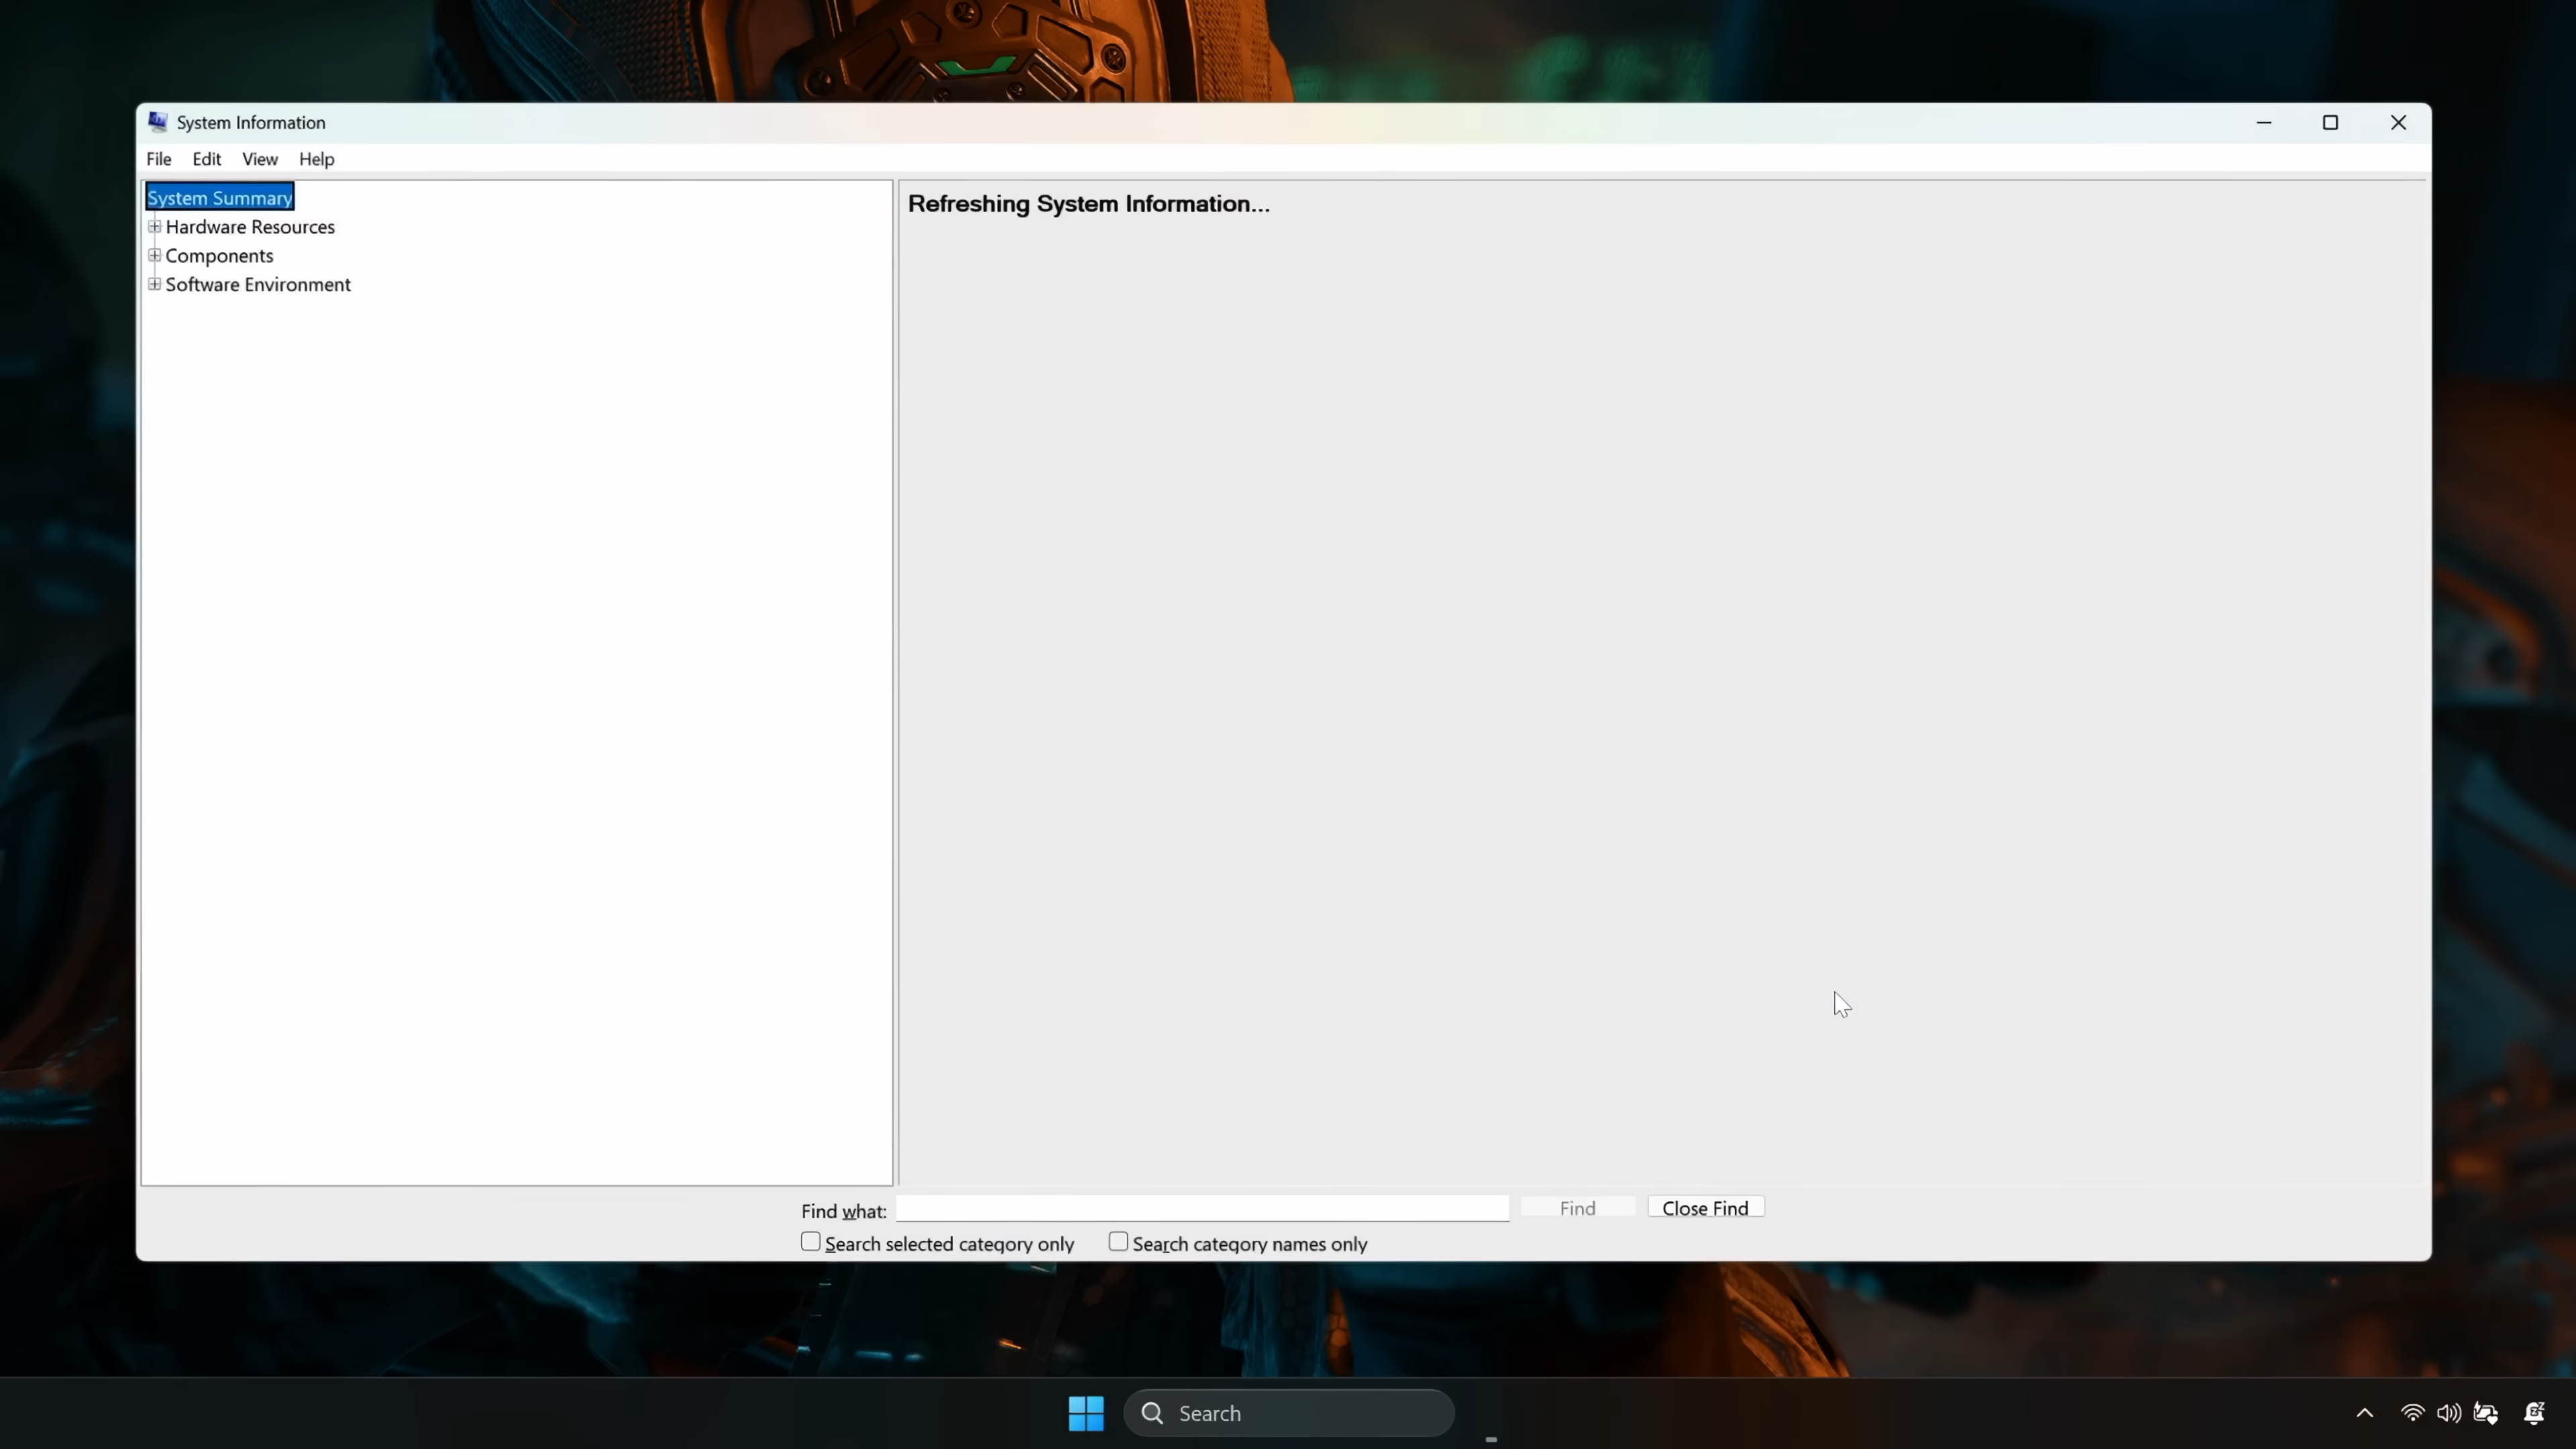 System Information
File Edit View Help
System Summary
Hardware Resources
Components
Software Environment
Refreshing System Information...
Find what:
Find
Close Find
Search selected category only
Search category names only
Search